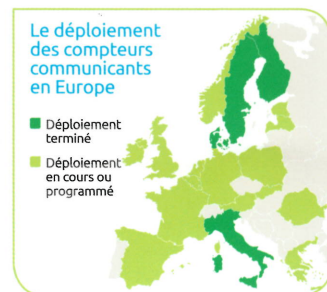 Le déploiement
des compteurs
communicants
en Europe
Déploiement
terminé
Déploiement
en cours ou
programmé